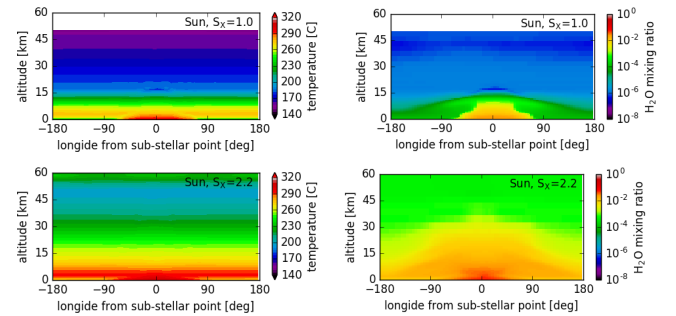 Sun, S_X=1.0
altitude [km]
60
45
30
15
0
−180 −90 0 90 180
longide from sub-stellar point [deg]
320
290
260
230
200
170
140
temperature [C]
Sun, S_X=1.0
altitude [km]
60
45
30
15
0
−180 −90 0 90 180
longide from sub-stellar point [deg]
10^0
10^−2
10^−4
10^−6
10^−8
H_2O mixing ratio
Sun, S_X=2.2
altitude [km]
60
45
30
15
0
−180 −90 0 90 180
longide from sub-stellar point [deg]
320
290
260
230
200
170
140
temperature [C]
Sun, S_X=2.2
altitude [km]
60
45
30
15
0
−180 −90 0 90 180
longide from sub-stellar point [deg]
10^0
10^−2
10^−4
10^−6
10^−8
H_2O mixing ratio